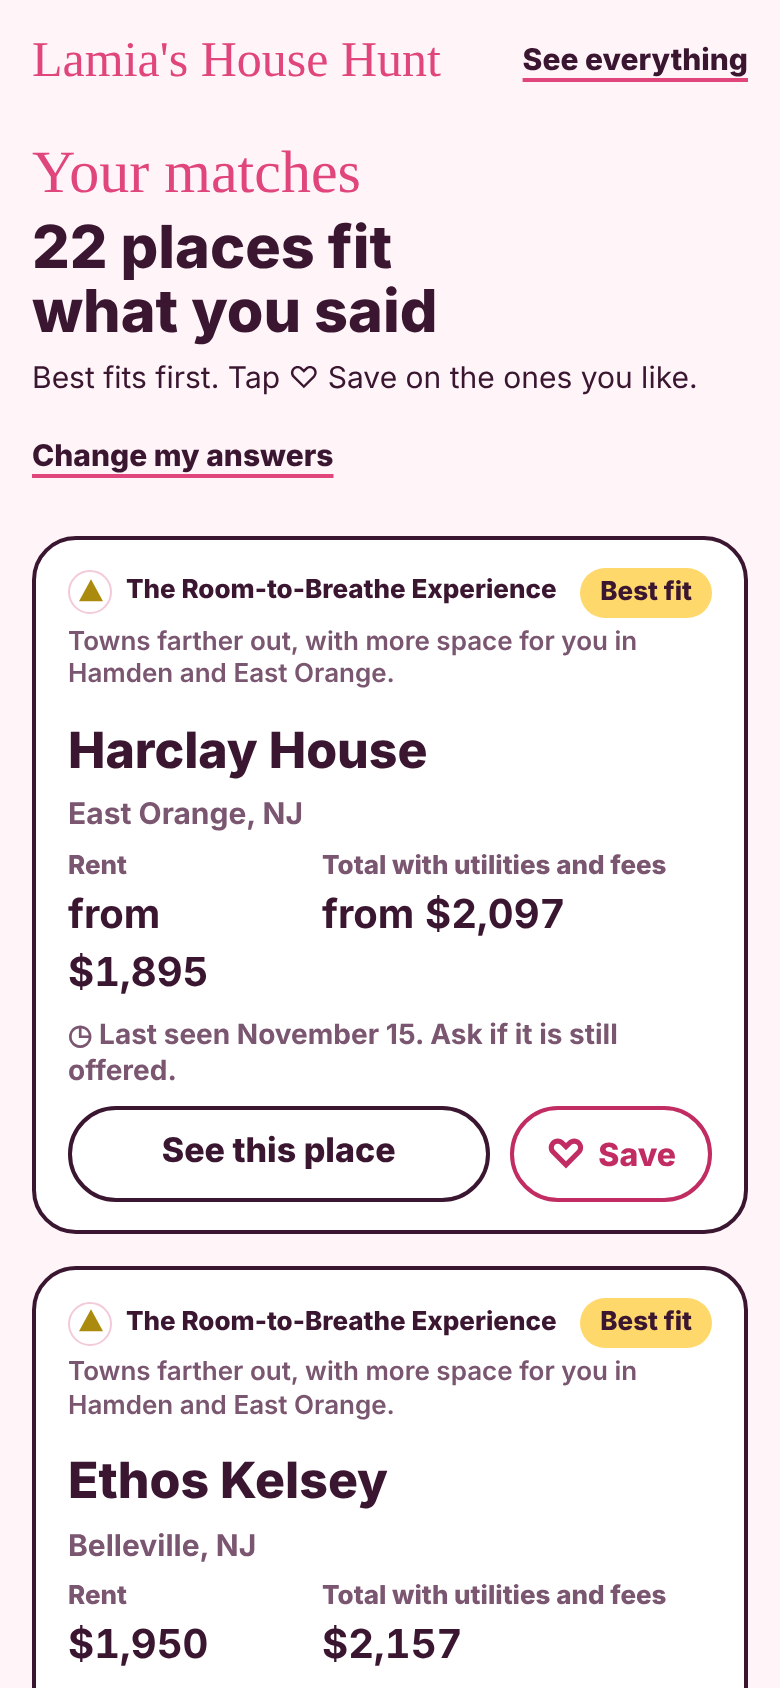 Lamia's House Hunt
See everything
Your matches
22 places fit
what you said
Best fits first. Tap ♡ Save on the ones you like.
Change my answers
The Room-to-Breathe Experience
Best fit
Towns farther out, with more space for you in
Hamden and East Orange.
Harclay House
East Orange, NJ
Rent
Total with utilities and fees
from
$1,895
from $2,097
◷ Last seen November 15. Ask if it is still
offered.
See this place
♡ Save
The Room-to-Breathe Experience
Best fit
Towns farther out, with more space for you in
Hamden and East Orange.
Ethos Kelsey
Belleville, NJ
Rent
Total with utilities and fees
$1,950
$2,157